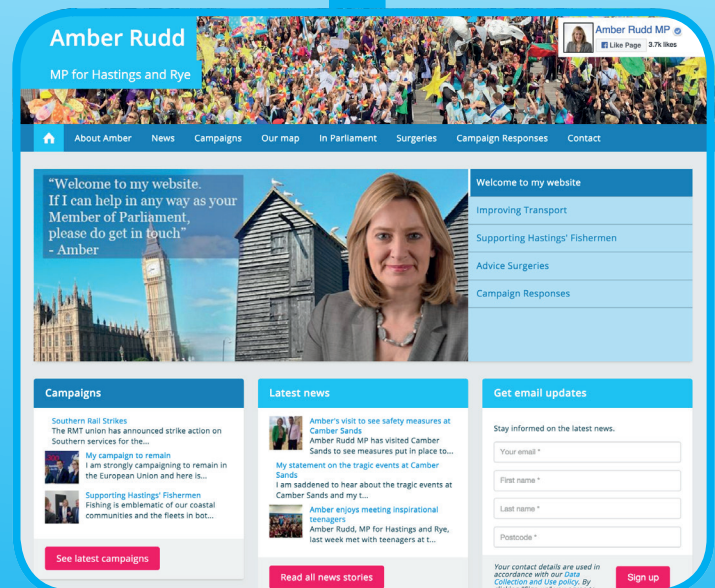 Amber Rudd
MP for Hastings and Rye
Amber Rudd MP
Like Page 3.7k likes
About Amber News Campaigns Our map In Parliament Surgeries Campaign Responses Contact
“Welcome to my website.
If I can help in any way as your
Member of Parliament,
please do get in touch”
- Amber
Welcome to my website
Improving Transport
Supporting Hastings' Fishermen
Advice Surgeries
Campaign Responses
Campaigns
Southern Rail Strikes
The RMT union has announced strike action on
Southern services for the...
My campaign to remain
I am strongly campaigning to remain in
the European Union and here is...
Supporting Hastings' Fishermen
Fishing is emblematic of our coastal
communities and the fleets in bot...
See latest campaigns
Latest news
Amber's visit to see safety measures at
Camber Sands
Amber Rudd MP has visited Camber
Sands to see measures put in place to...
My statement on the tragic events at Camber
Sands
I am saddened to hear about the tragic events at
Camber Sands and my t...
Amber enjoys meeting inspirational
teenagers
Amber Rudd, MP for Hastings and Rye,
last week met with teenagers at t...
Read all news stories
Get email updates
Stay informed on the latest news.
Your email *
First name *
Last name *
Postcode *
Your contact details are used in
accordance with our Data
Collection and Use policy. By
Sign up